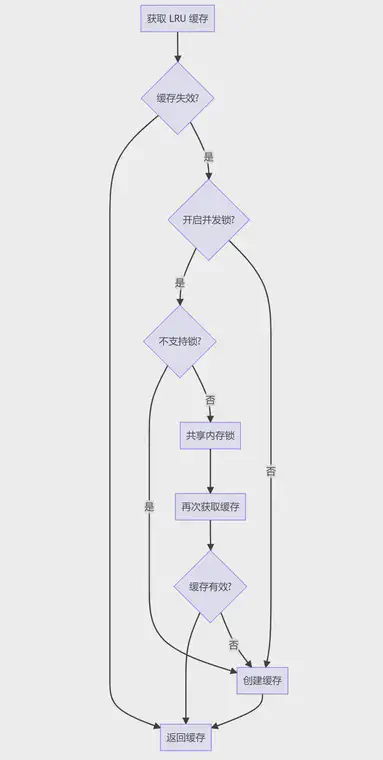 获取 LRU 缓存
缓存失效?
是
开启并发锁?
是
不支持锁?
否
共享内存锁
否
再次获取缓存
是
缓存有效?
否
创建缓存
返回缓存